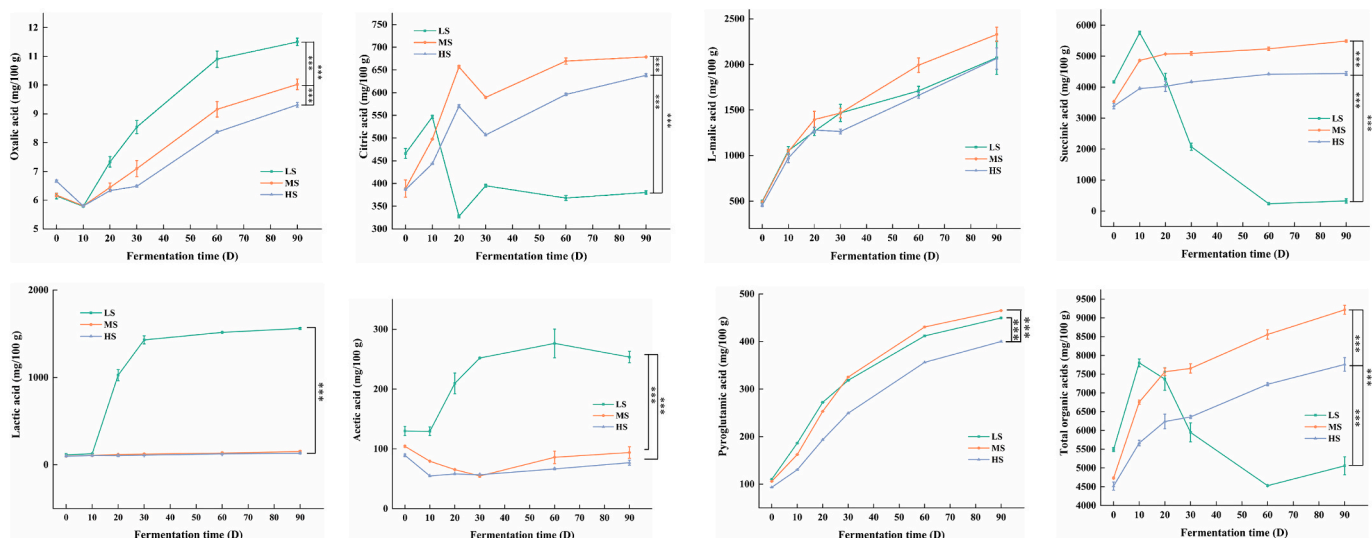 Oxalic acid (mg/100 g)
12
11
10
9
8
7
6
5
0 10 20 30 40 50 60 70 80 90
Fermentation time (D)
LS
MS
HS
***
***
***
Citric acid (mg/100 g)
750
700
650
600
550
500
450
400
350
300
0 10 20 30 40 50 60 70 80 90
Fermentation time (D)
LS
MS
HS
***
***
***
L-malic acid (mg/100 g)
2500
2000
1500
1000
500
0 10 20 30 40 50 60 70 80 90
Fermentation time (D)
LS
MS
HS
Succinic acid (mg/100 g)
6000
5000
4000
3000
2000
1000
0
0 10 20 30 40 50 60 70 80 90
Fermentation time (D)
LS
MS
HS
***
***
***
Lactic acid (mg/100 g)
2000
1000
0
0 10 20 30 40 50 60 70 80 90
Fermentation time (D)
LS
MS
HS
***
Acetic acid (mg/100 g)
300
200
100
0
0 10 20 30 40 50 60 70 80 90
Fermentation time (D)
LS
MS
HS
***
***
Pyroglutamic acid (mg/100 g)
500
400
300
200
100
0 10 20 30 40 50 60 70 80 90
Fermentation time (D)
LS
MS
HS
***
***
Total organic acids (mg/100 g)
9500
9000
8500
8000
7500
7000
6500
6000
5500
5000
4500
4000
0 10 20 30 40 50 60 70 80 90
Fermentation time (D)
LS
MS
HS
***
***
***